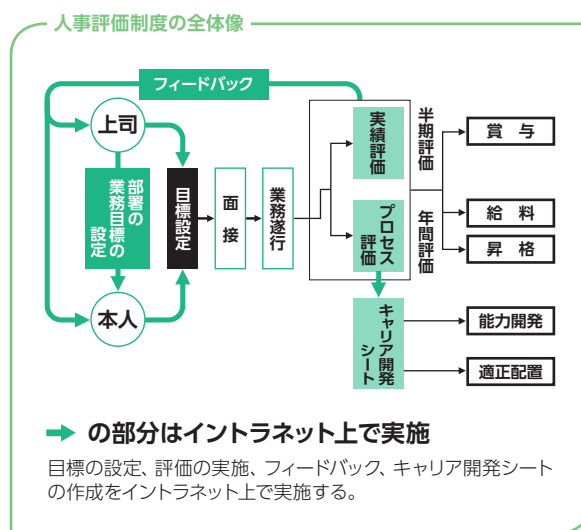 人事評価制度の全体像
フィードバック
上司
部署の
業務目標の
設定
本人
目標設定
面接
業務遂行
実績評価
プロセス
評価
半期評価
年間評価
賞与
給料
昇格
キャリア開発
シート
能力開発
適正配置
の部分はイントラネット上で実施
目標の設定、評価の実施、フィードバック、キャリア開発シート
の作成をイントラネット上で実施する。